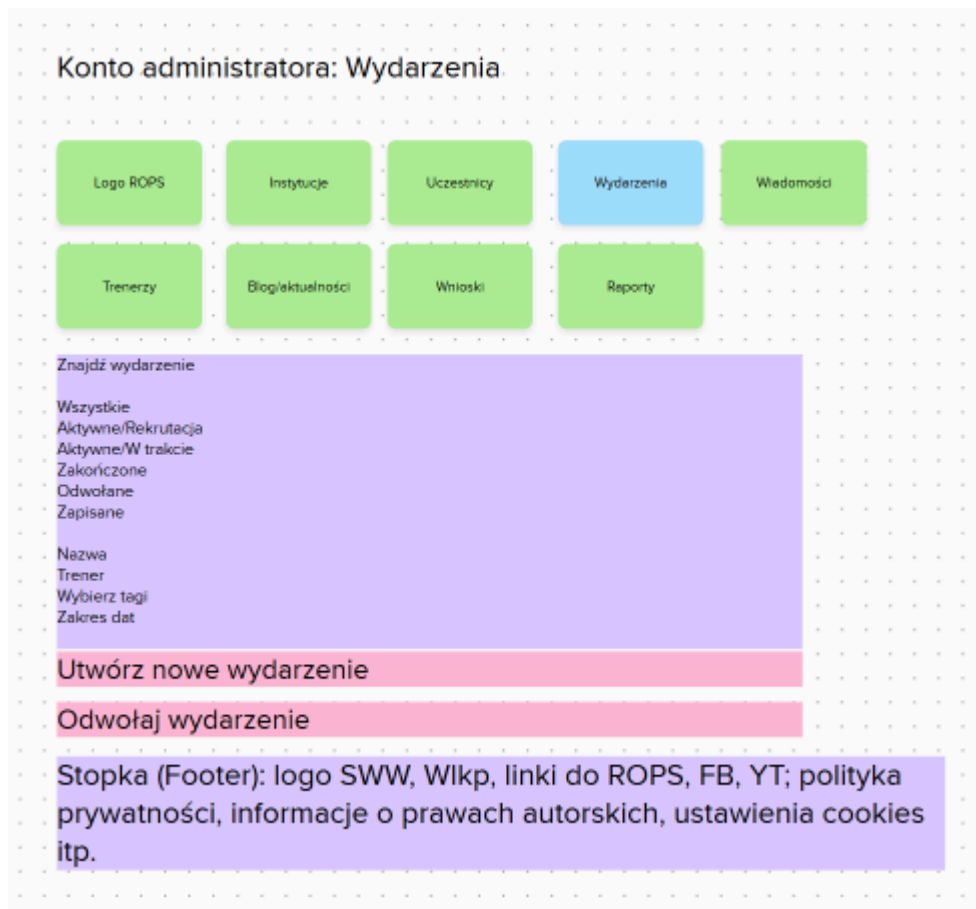 Konto administratora: Wydarzenia
Logo ROPS
Instytucje
Uczestnicy
Wydarzenia
Wiadomości
Trenerzy
Blog/aktualności
Wnioski
Raporty
Znajdź wydarzenie
Wszystkie
Aktywne/Rekrutacja
Aktywne/W trakcie
Zakończone
Odwołane
Zapisane
Nazwa
Trener
Wybierz tagi
Zakres dat
Utwórz nowe wydarzenie
Odwołaj wydarzenie
Stopka (Footer): logo SWW, Wlkp, linki do ROPS, FB, YT; polityka
prywatności, informacje o prawach autorskich, ustawienia cookies
itp.